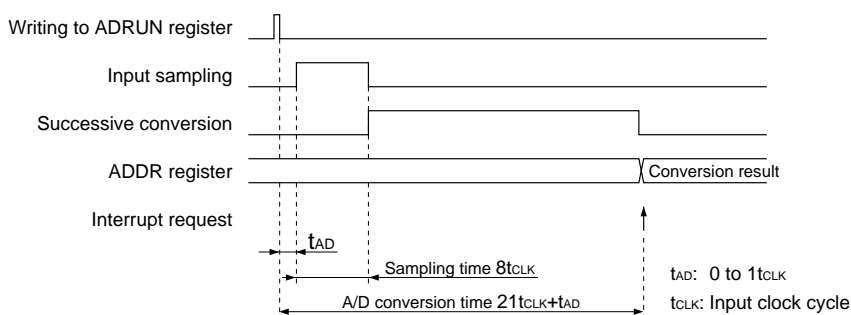 Writing to ADRUN register
Input sampling
Successive conversion
ADDR register
Conversion result
Interrupt request
tAD
Sampling time 8tCLK
tAD: 0 to 1tCLK
A/D conversion time 21tCLK+tAD
tCLK: Input clock cycle